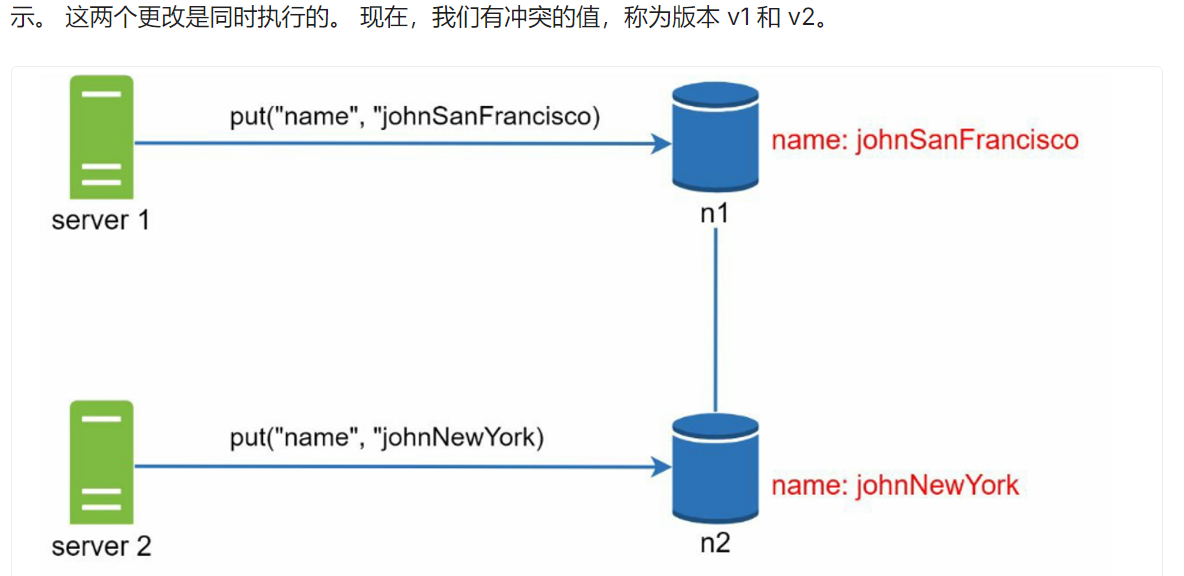 示。 这两个更改是同时执行的。 现在，我们有冲突的值，称为版本 v1 和 v2。
put("name", "johnSanFrancisco)
name: johnSanFrancisco
server 1
n1
put("name", "johnNewYork)
name: johnNewYork
server 2
n2